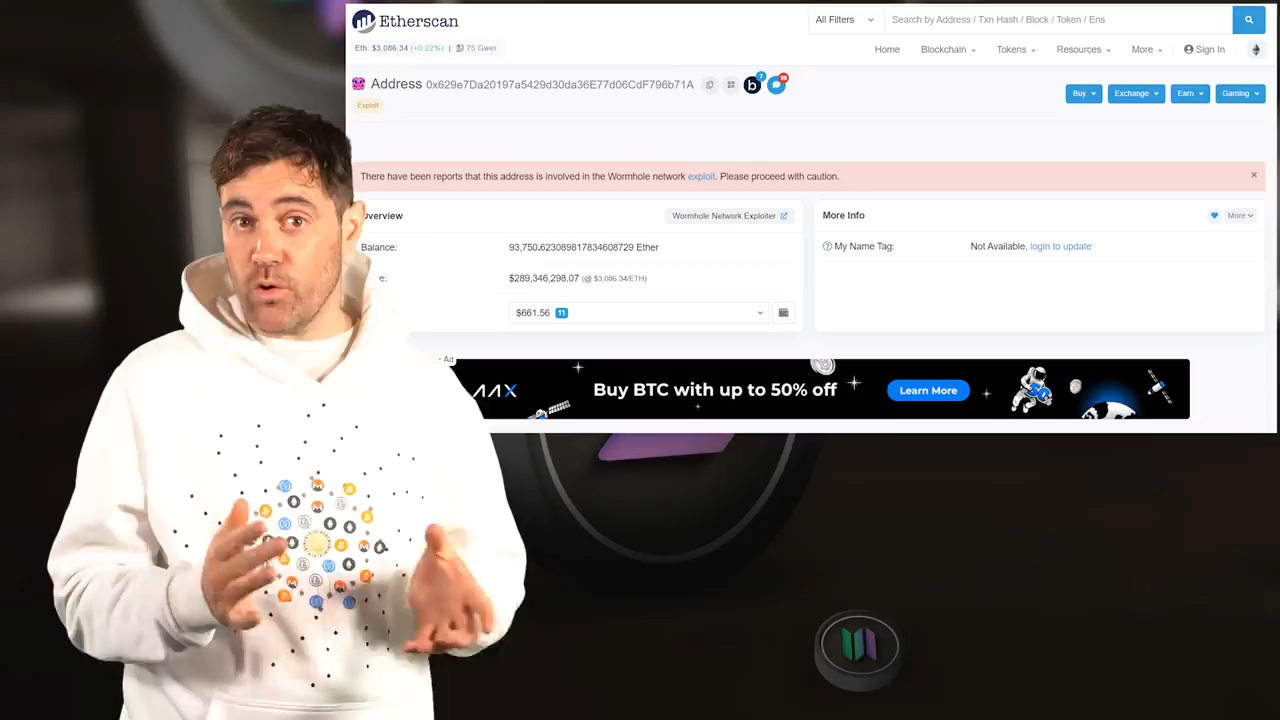 Etherscan
All Filters
Search by Address / Txn Hash / Block / Token / Ens
Eth: $3,086.34 (+0.22%) | 75 Gwei
Home Blockchain Tokens Resources More Sign In
Address 0x629e7Da20197a5429d30da36E77d06CdF796b71A
b 7
Exploit
Buy Exchange Earn Gaming
There have been reports that this address is involved in the Wormhole network exploit. Please proceed with caution.
Overview
Wormhole Network Exploiter
More Info
More
Balance:
93,750.623089817834608729 Ether
My Name Tag:
Not Available, login to update
e:
$289,346,298.07 (@ $3,086.34/ETH)
$661.56 11
- Ad
AAX
Buy BTC with up to 50% off
Learn More